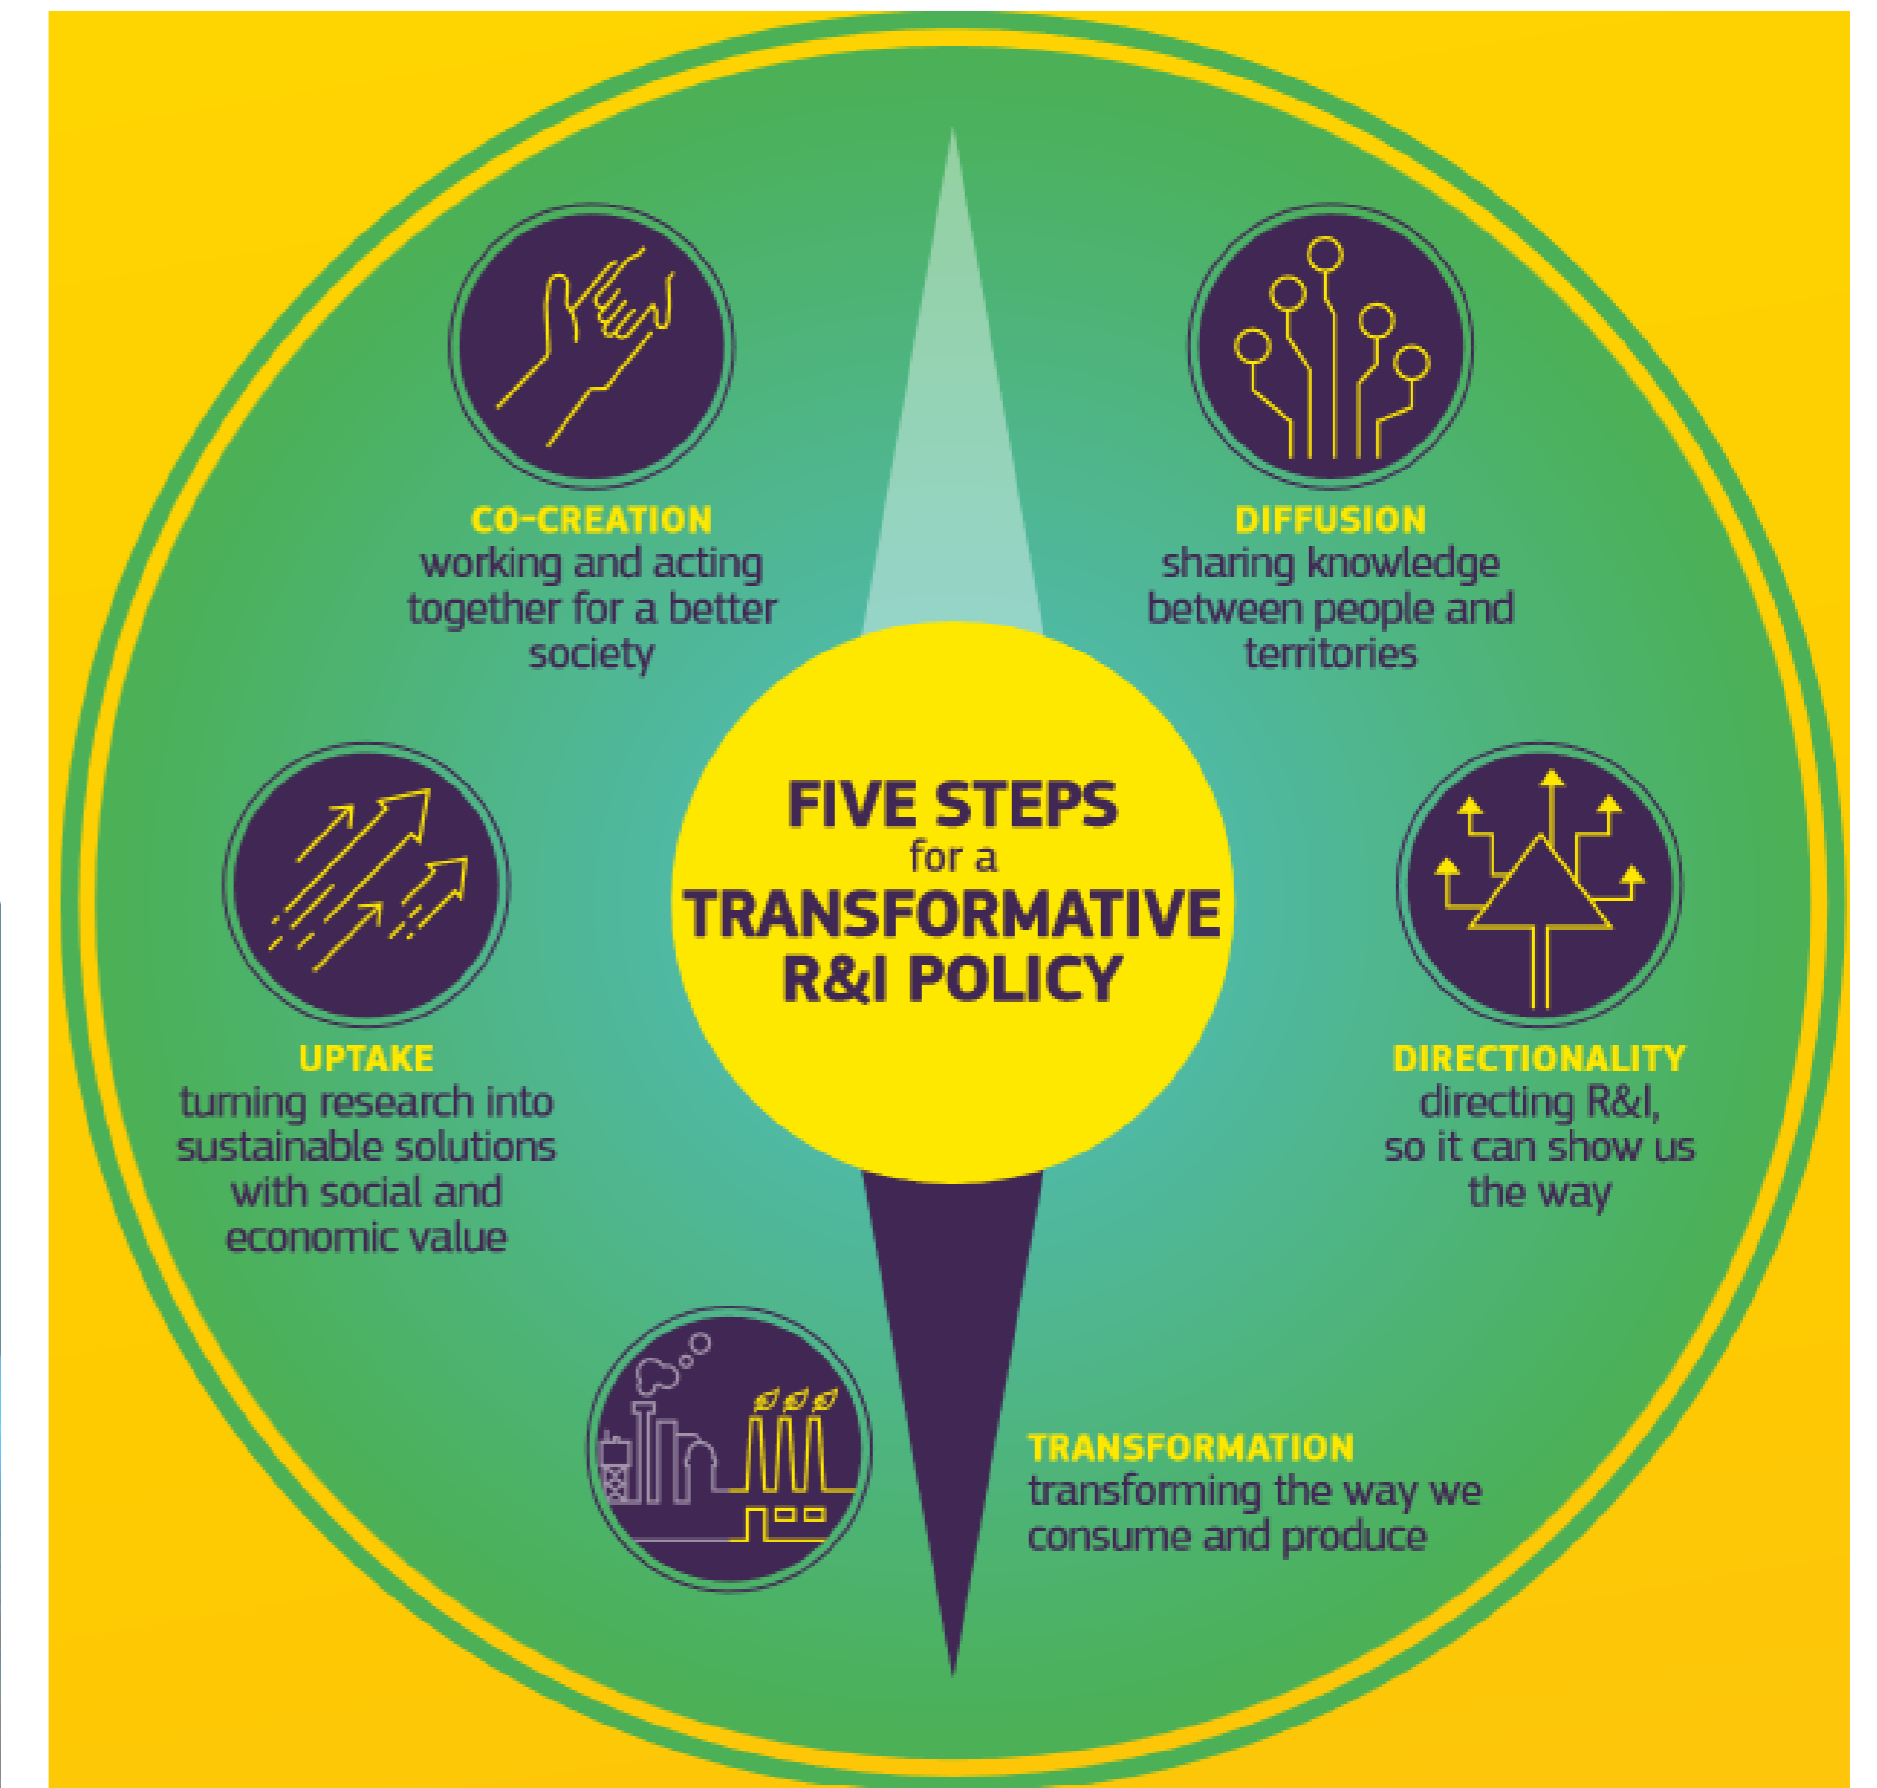 CO-CREATION
working and acting
together for a better
society
DIFFUSION
sharing knowledge
between people and
territories
FIVE STEPS
for a
TRANSFORMATIVE
R&I POLICY
UPTAKE
turning research into
sustainable solutions
with social and
economic value
DIRECTIONALITY
directing R&I,
so it can show us
the way
TRANSFORMATION
transforming the way we
consume and produce